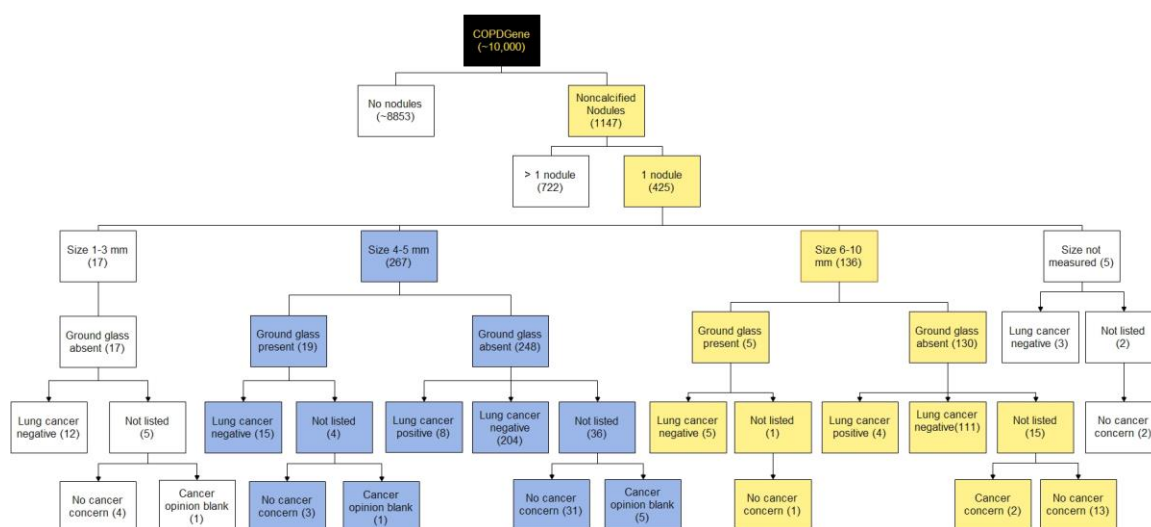 COPDGene
(~10,000)
No nodules
(~8853)
Noncalcified
Nodules
(1147)
> 1 nodule
(722)
1 nodule
(425)
Size 1-3 mm
(17)
Size 4-5 mm
(267)
Size 6-10
mm (136)
Size not
measured (5)
Ground glass
absent (17)
Ground glass
present (19)
Ground glass
absent (248)
Ground glass
present (5)
Ground glass
absent (130)
Lung cancer
negative (3)
Not listed
(2)
Lung cancer
negative (12)
Not listed
(5)
Lung cancer
negative (15)
Not listed
(4)
Lung cancer
positive (8)
Lung cancer
negative
(204)
Not listed
(36)
Lung cancer
negative (5)
Not listed
(1)
Lung cancer
positive (4)
Lung cancer
negative(111)
Not listed
(15)
No cancer
concern (2)
No cancer
concern (4)
Cancer
opinion blank
(1)
No cancer
concern (3)
Cancer
opinion blank
(1)
No cancer
concern (31)
Cancer
opinion blank
(5)
No cancer
concern (1)
Cancer
concern (2)
No cancer
concern (13)